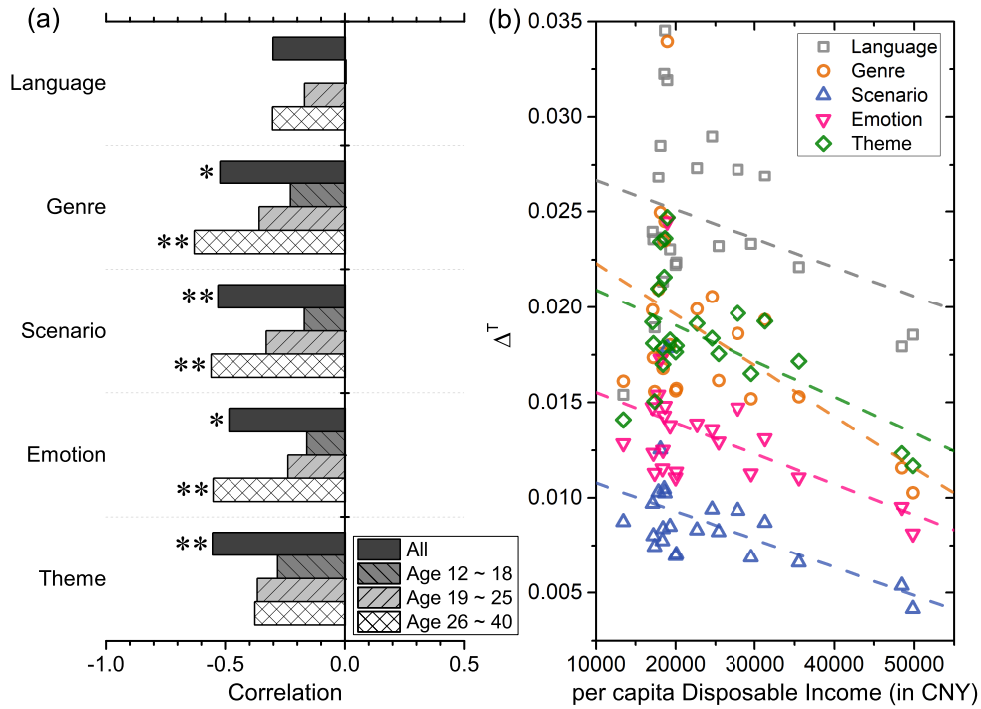 (a)
Language
Genre
Scenario
Emotion
Theme
*
**
**
**
*
**
**
All
Age 12 ~ 18
Age 19 ~ 25
Age 26 ~ 40
-1.0
-0.5
0.0
0.5
Correlation
(b)
Δᵀ
0.035
0.030
0.025
0.020
0.015
0.010
0.005
Language
Genre
Scenario
Emotion
Theme
10000 20000 30000 40000 50000
per capita Disposable Income (in CNY)